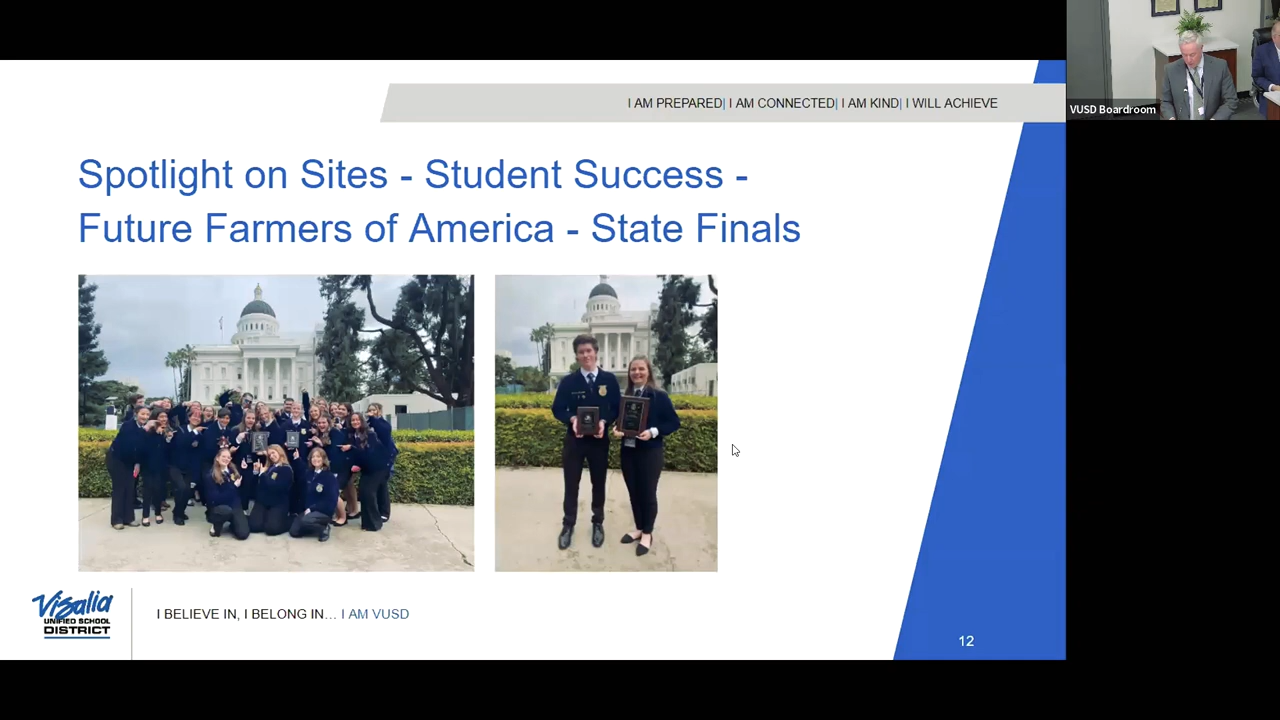 I AM PREPARED| I AM CONNECTED| I AM KIND| I WILL ACHIEVE
VUSD Boardroom
Spotlight on Sites - Student Success -
Future Farmers of America - State Finals
Visalia
UNIFIED SCHOOL
DISTRICT
I BELIEVE IN, I BELONG IN... I AM VUSD
12